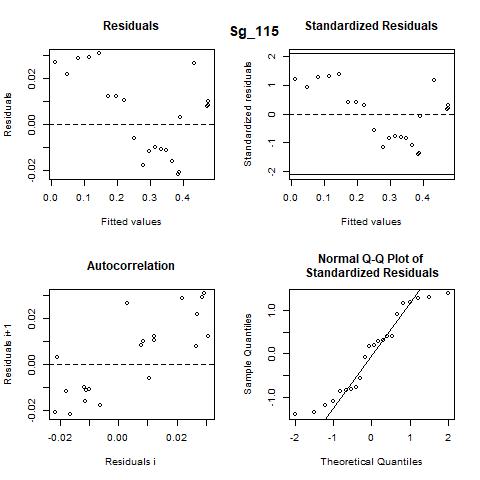 Sg_115
Residuals
Residuals
0.02
0.00
-0.02
0.0 0.1 0.2 0.3 0.4
Fitted values
Standardized Residuals
Standardized residuals
2
1
0
-1
-2
0.0 0.1 0.2 0.3 0.4
Fitted values
Autocorrelation
Residuals i+1
0.02
0.00
-0.02
-0.02 0.00 0.02
Residuals i
Normal Q-Q Plot of
Standardized Residuals
Sample Quantiles
1.0
0.0
-1.0
-2 -1 0 1 2
Theoretical Quantiles